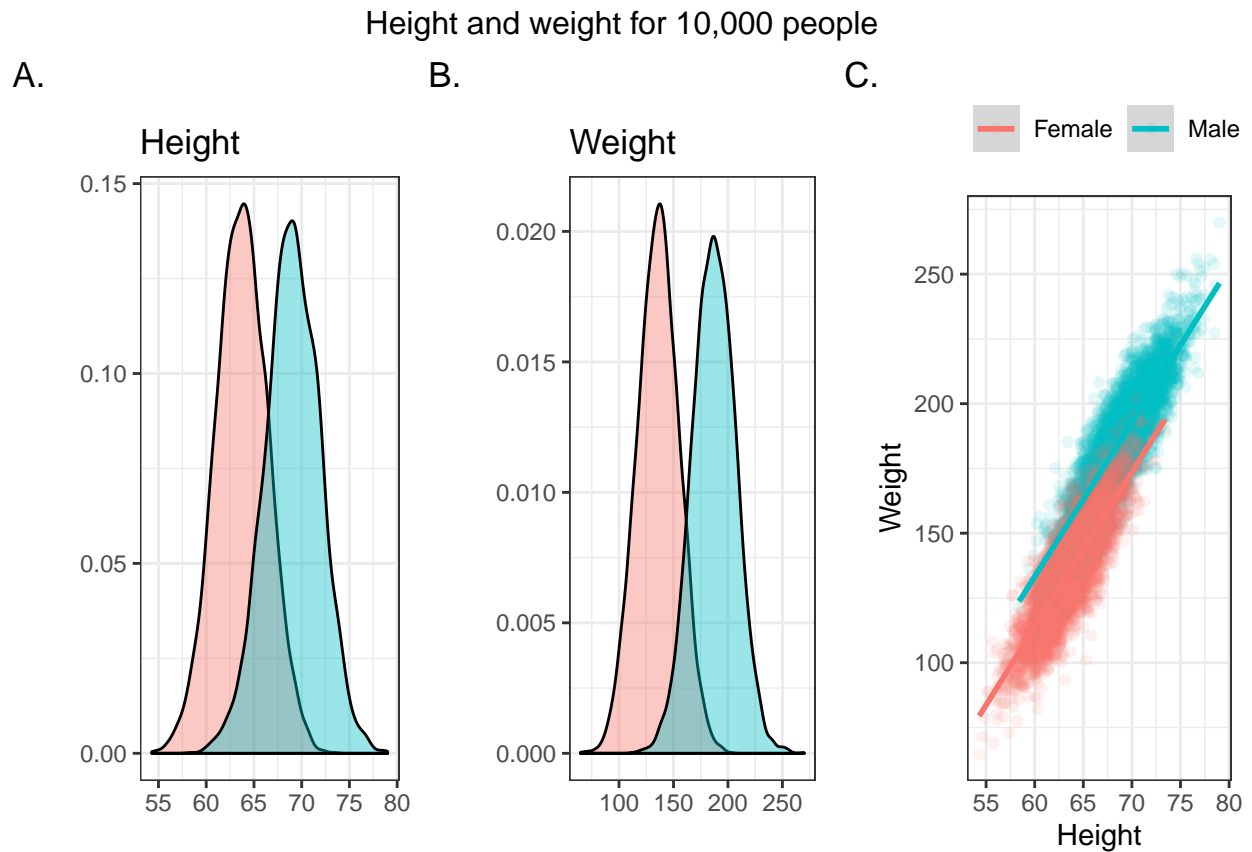 Height and weight for 10,000 people
A. B. C.
Female Male
Height
0.15
0.10
0.05
0.00
55 60 65 70 75 80
Weight
0.020
0.015
0.010
0.005
0.000
100 150 200 250
Weight
250
200
150
100
55 60 65 70 75 80
Height